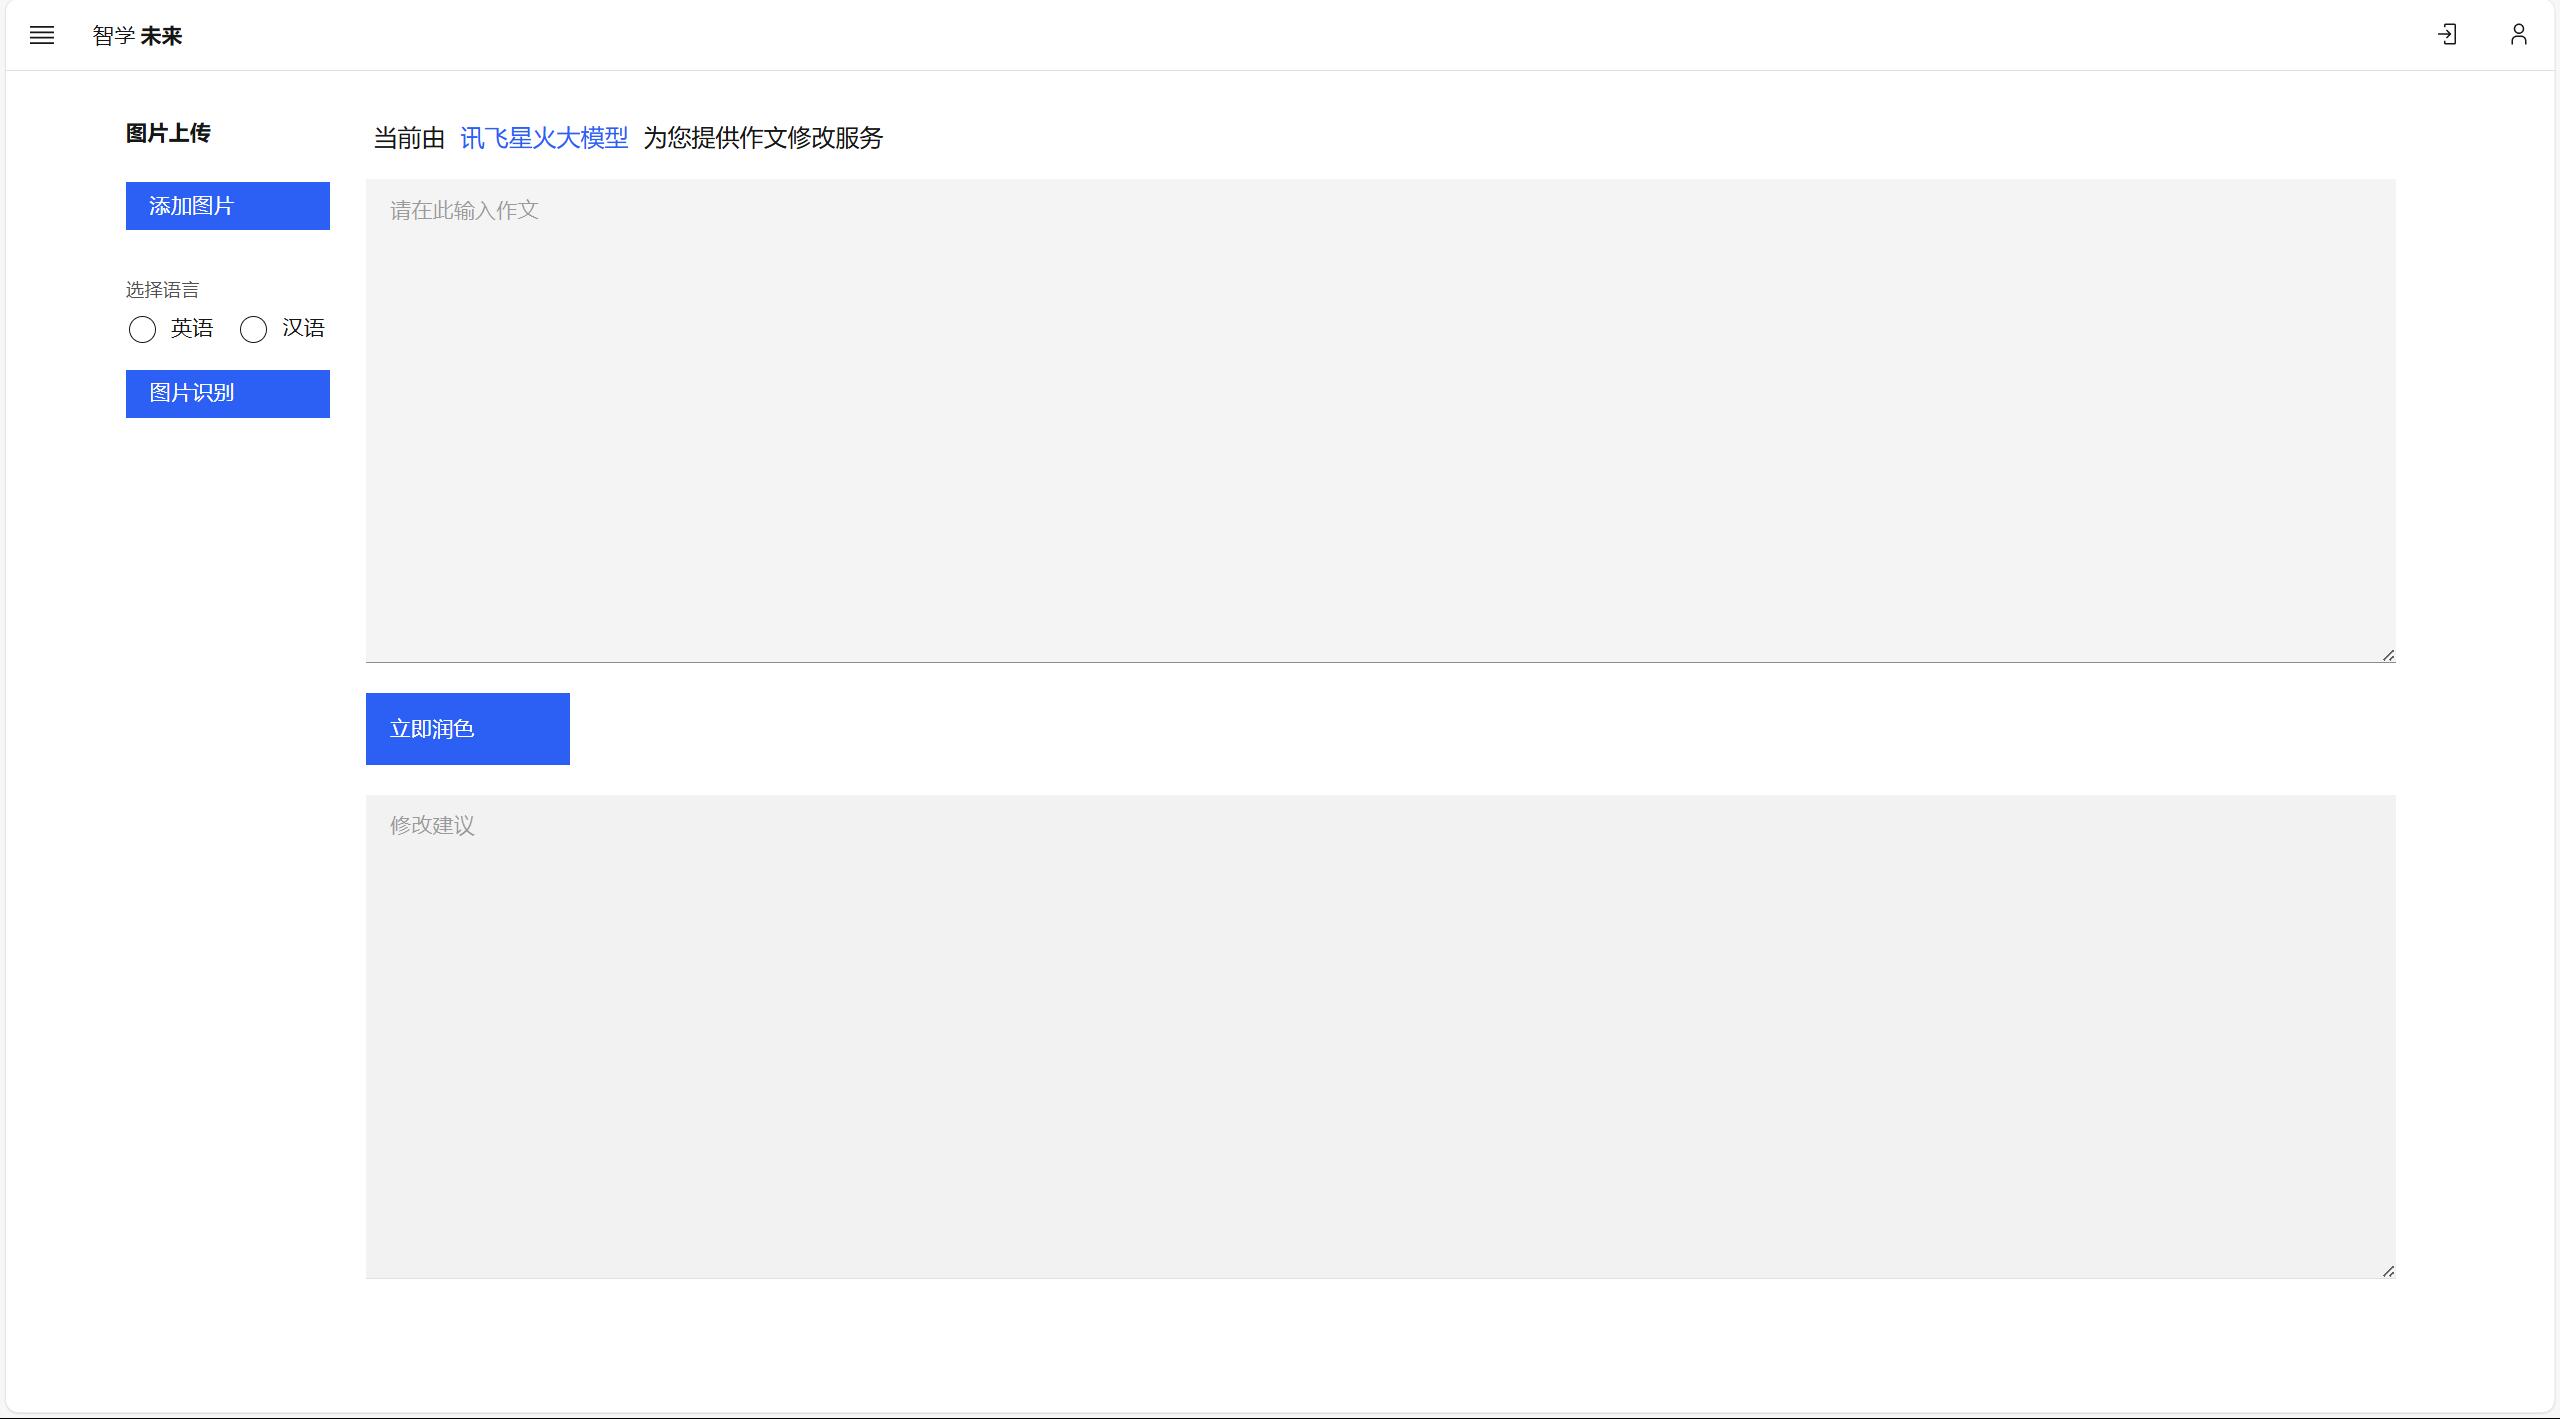 智学 未来
图片上传
添加图片
选择语言
英语 汉语
图片识别
当前由 讯飞星火大模型 为您提供作文修改服务
请在此输入作文
立即润色
修改建议